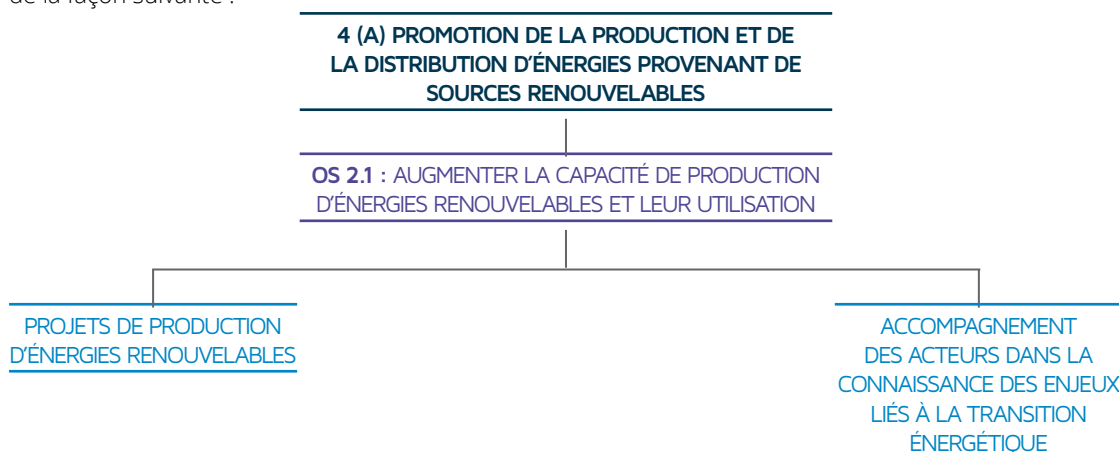 de la façon suivante :
4 (A) PROMOTION DE LA PRODUCTION ET DE
LA DISTRIBUTION D'ÉNERGIES PROVENANT DE
SOURCES RENOUVELABLES
OS 2.1 : AUGMENTER LA CAPACITÉ DE PRODUCTION
D'ÉNERGIES RENOUVELABLES ET LEUR UTILISATION
PROJETS DE PRODUCTION
D'ÉNERGIES RENOUVELABLES
ACCOMPAGNEMENT
DES ACTEURS DANS LA
CONNAISSANCE DES ENJEUX
LIÉS À LA TRANSITION
ÉNERGÉTIQUE